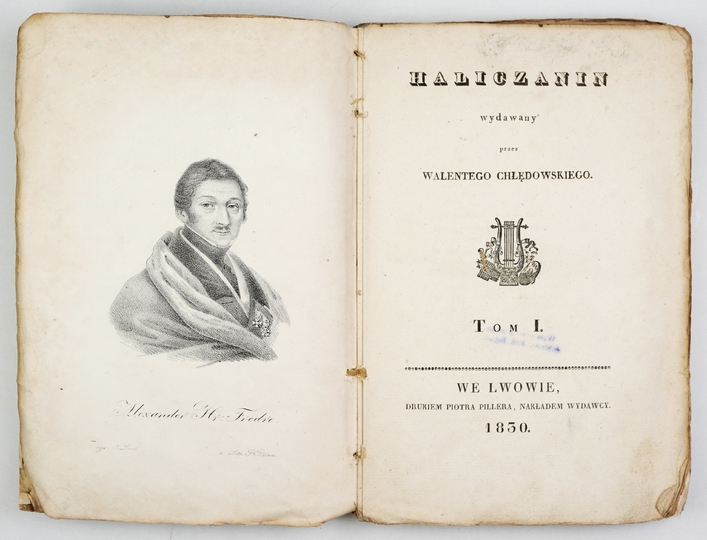 Alexander Hr. Fredro
HALICZANIN
wydawany
przez
WALENTEGO CHŁĘDOWSKIEGO.
TOM I.
WE LWOWIE,
DRUKIEM PIOTRA PILLERA, NAKŁADEM WYDAWCY.
1830.